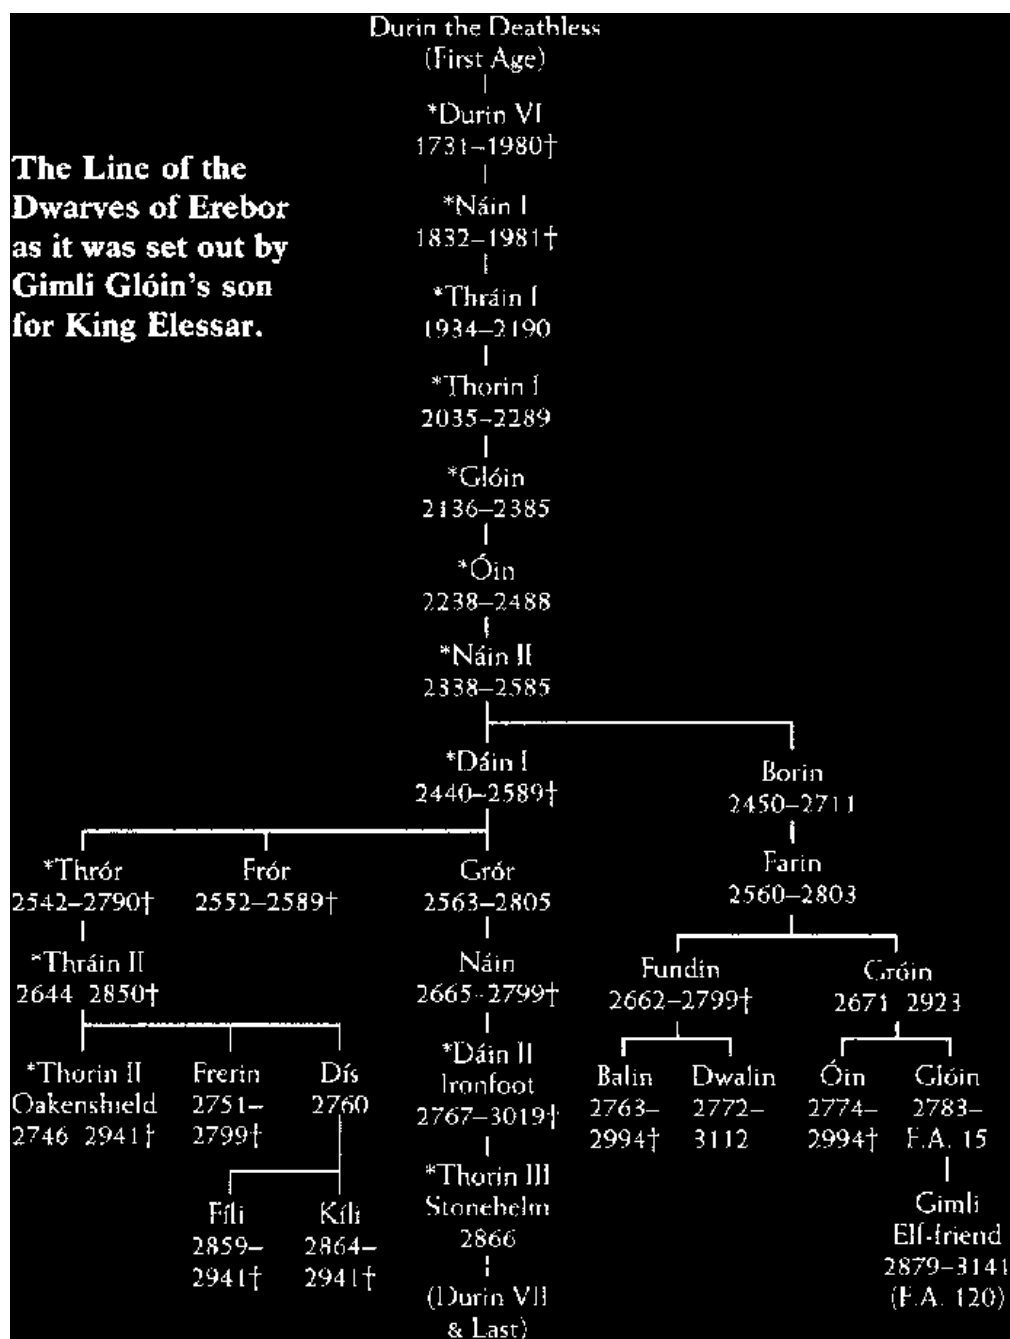 Durin the Deathless
(First Age)
*Durin VI
1731–1980†
The Line of the
Dwarves of Erebor
as it was set out by
Gimli Glóin's son
for King Elessar.
*Náin I
1832–1981†
*Thráin I
1934–2190
*Thorin I
2035–2289
*Glóin
2136–2385
*Óin
2238–2488
*Náin II
2338–2585
*Dáin I
2440–2589†
Borin
2450–2711
*Thrór
2542–2790†
Frór
2552–2589†
Grór
2563–2805
Farin
2560–2803
*Thráin II
2644 2850†
Náin
2665–2799†
Fundin
2662–2799†
Gróin
2671 2923
*Thorin II
Oakenshield
2746 2941†
Frerin
2751–
2799†
Dís
2760
*Dáin II
Ironfoot
2767–3019†
Balin
2763–
2994†
Dwalin
2772–
3112
Óin
2774–
2994†
Glóin
2783–
F.A. 15
Fíli
2859–
2941†
Kíli
2864–
2941†
*Thorin III
Stonehelm
2866
Gimli
Elf-friend
2879–3141
(F.A. 120)
(Durin VII
& Last)